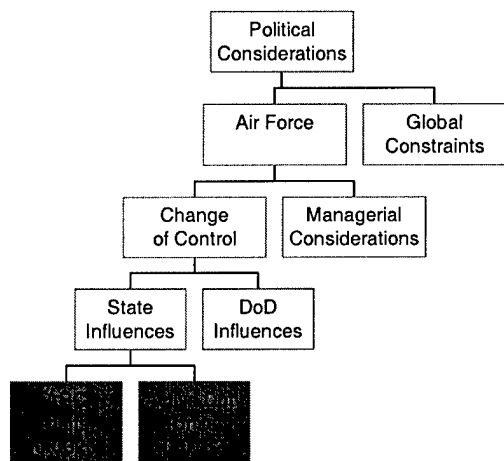 Political
Considerations
Air Force
Global
Constraints
Change
of Control
Managerial
Considerations
State
Influences
DoD
Influences